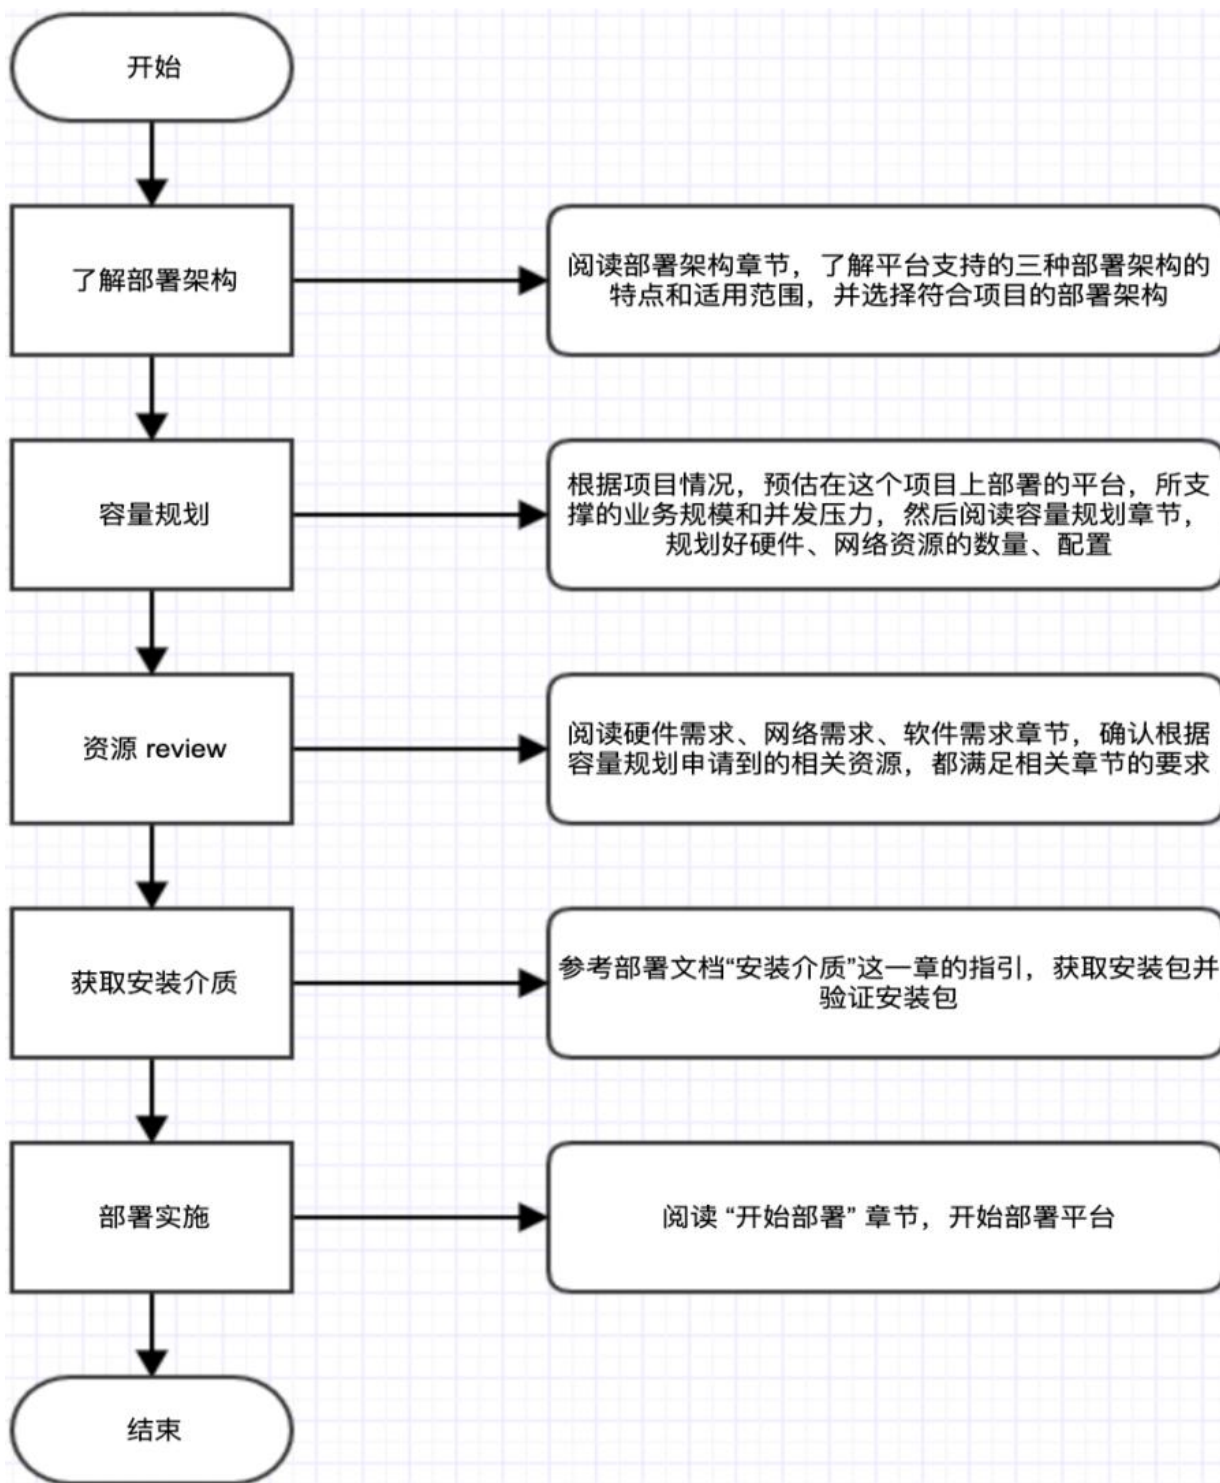 开始
了解部署架构
阅读部署架构章节，了解平台支持的三种部署架构的
特点和适用范围，并选择符合项目的部署架构
容量规划
根据项目情况，预估在这个项目上部署的平台，所支
撑的业务规模和并发压力，然后阅读容量规划章节，
规划好硬件、网络资源的数量、配置
资源 review
阅读硬件需求、网络需求、软件需求章节，确认根据
容量规划申请到的相关资源，都满足相关章节的要求
获取安装介质
参考部署文档“安装介质”这一章的指引，获取安装包并
验证安装包
部署实施
阅读 “开始部署” 章节，开始部署平台
结束